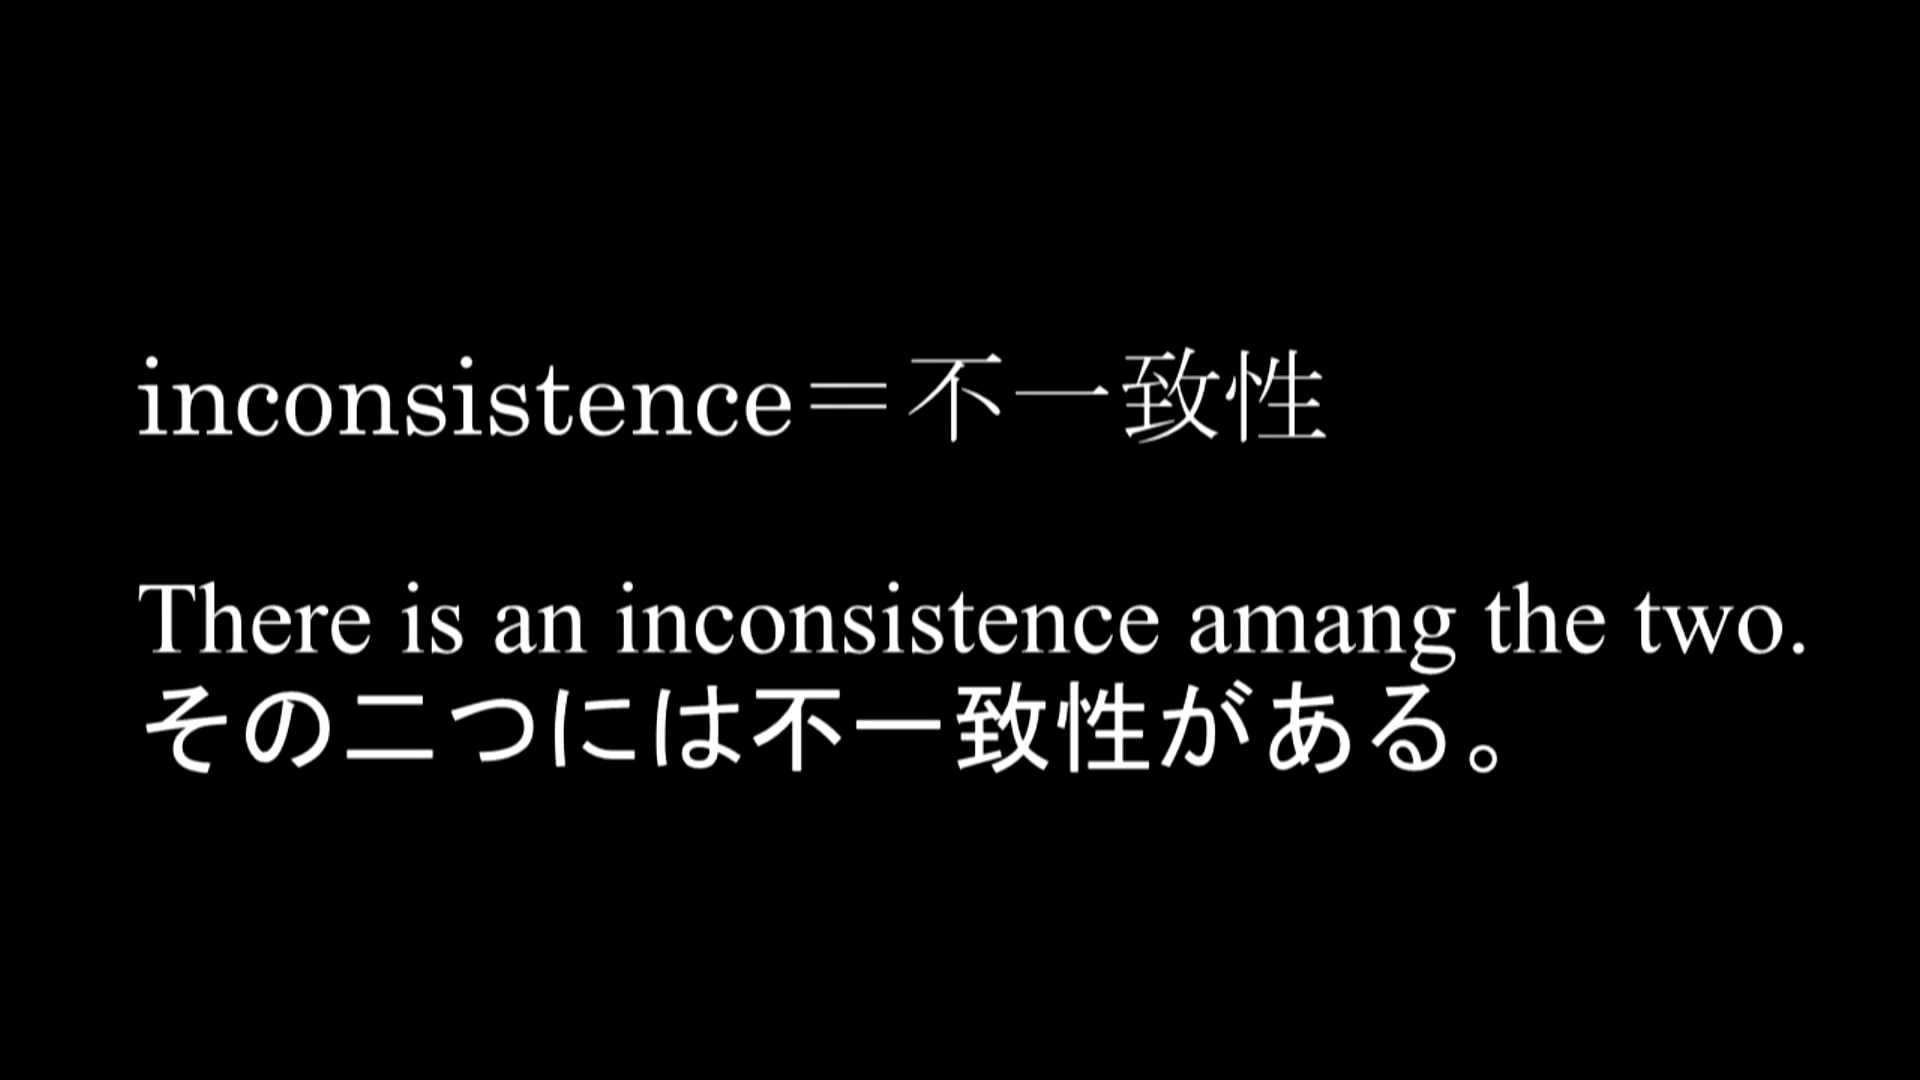 inconsistence＝不一致性
There is an inconsistence amang the two.
その二つには不一致性がある。